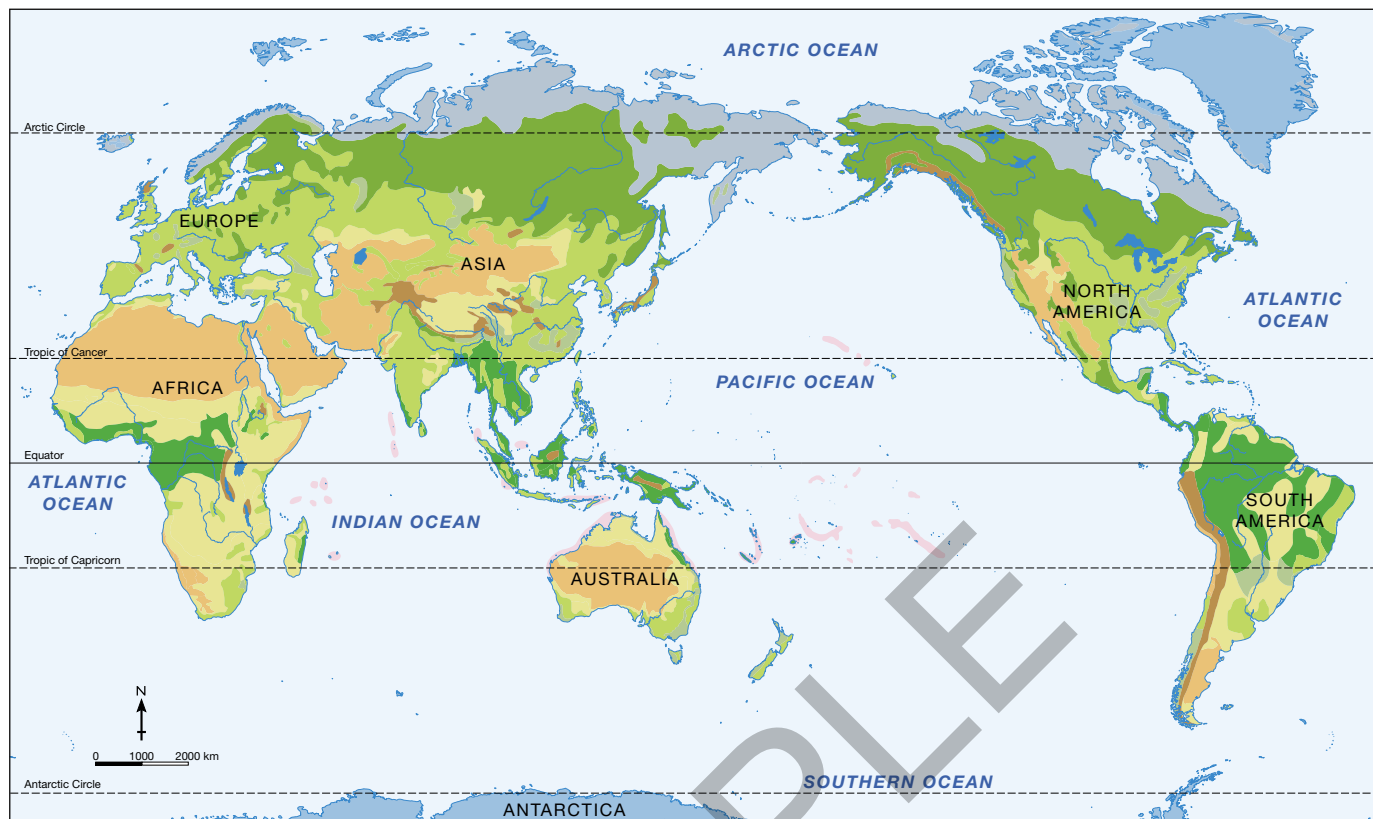 ARCTIC OCEAN
Arctic Circle
EUROPE
ASIA
NORTH
AMERICA
ATLANTIC
OCEAN
Tropic of Cancer
AFRICA
PACIFIC OCEAN
Equator
ATLANTIC
OCEAN
INDIAN OCEAN
SOUTH
AMERICA
Tropic of Capricorn
AUSTRALIA
N
0 1000 2000 km
Antarctic Circle
SOUTHERN OCEAN
ANTARCTICA
PLE